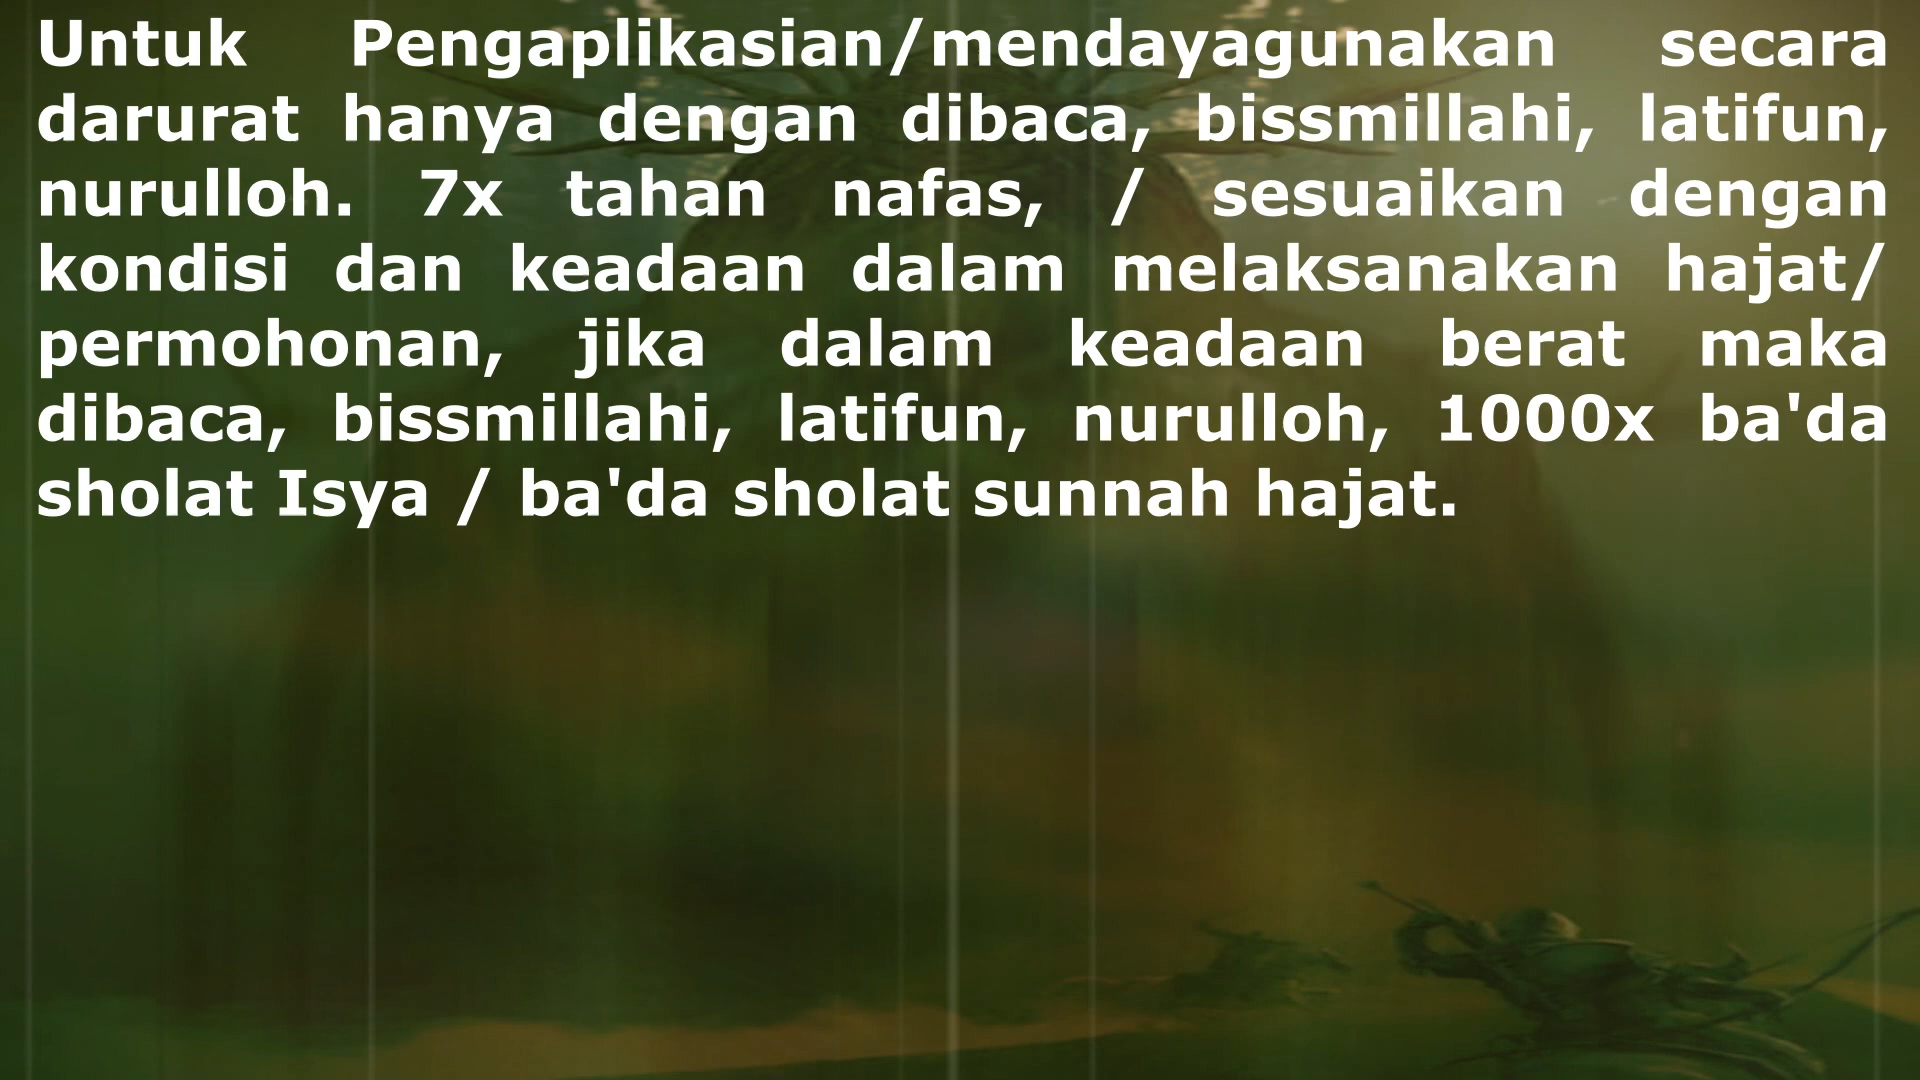 Untuk Pengaplikasian/mendayagunakan secara
darurat hanya dengan dibaca, bissmillahi, latifun,
nurulloh. 7x tahan nafas, / sesuaikan dengan
kondisi dan keadaan dalam melaksanakan hajat/
permohonan, jika dalam keadaan berat maka
dibaca, bissmillahi, latifun, nurulloh, 1000x ba'da
sholat Isya / ba'da sholat sunnah hajat.